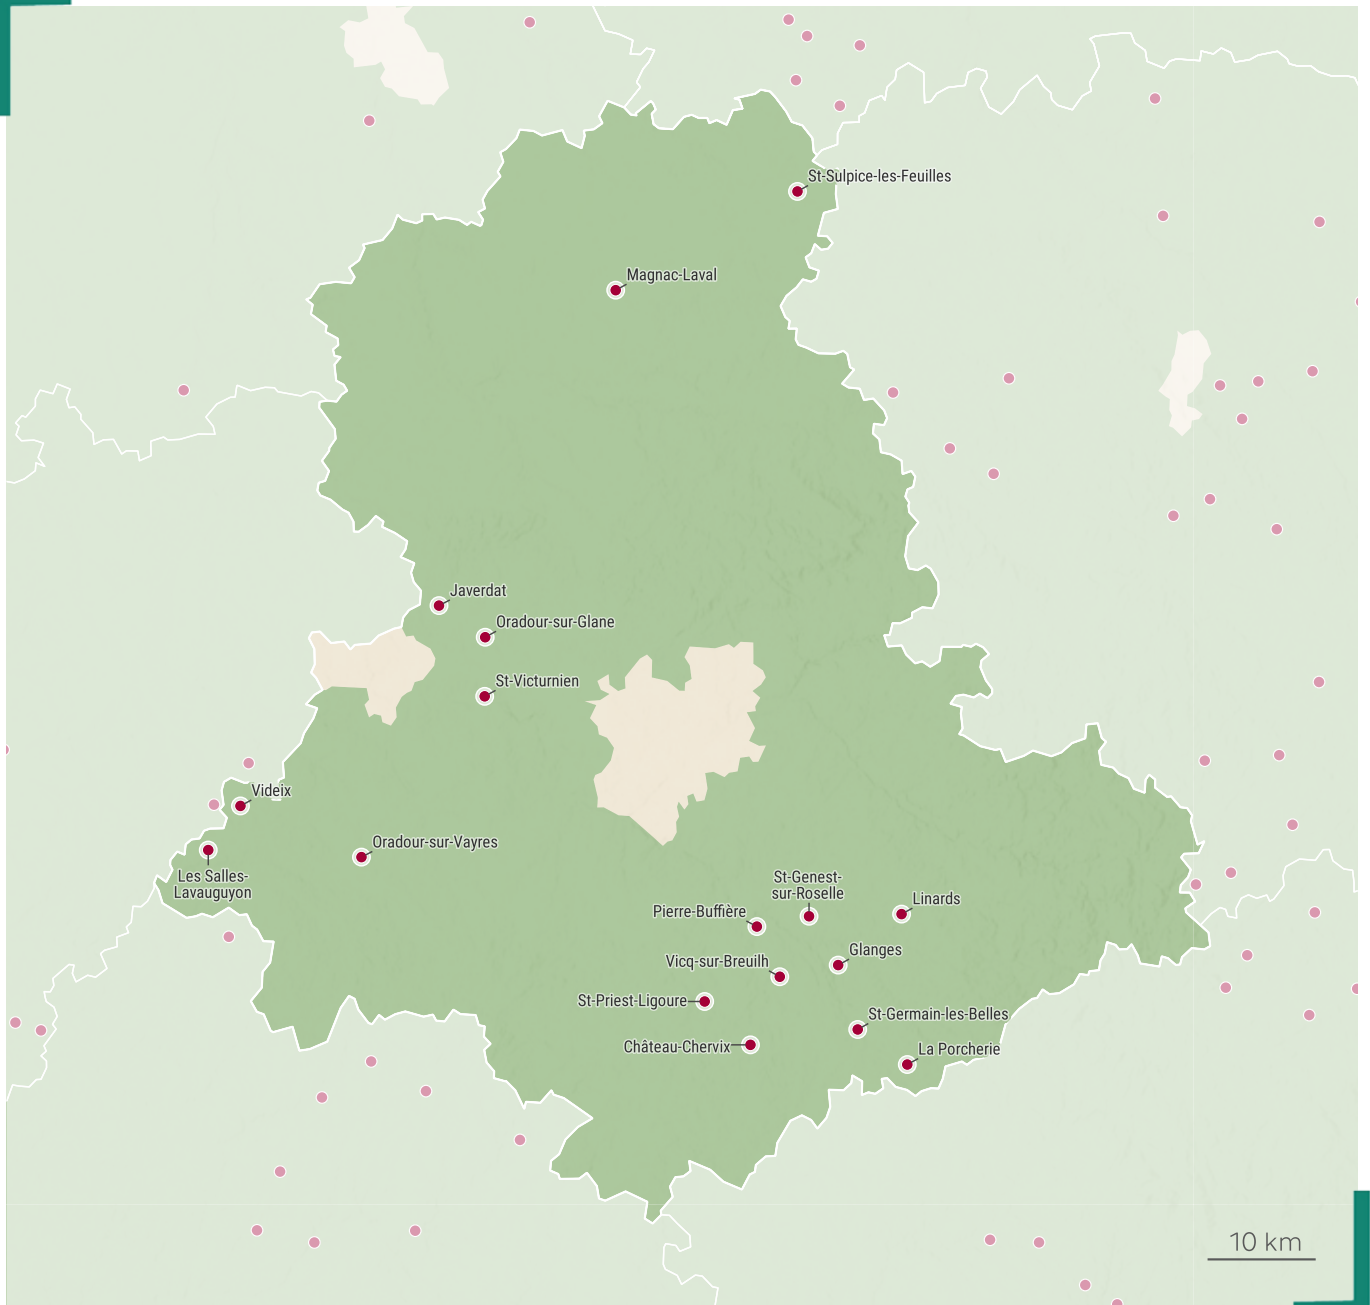 St-Sulpice-les-Feuilles
Magnac-Laval
Javerdat
Oradour-sur-Glane
St-Victurnien
Videix
Oradour-sur-Vayres
Les Salles-
Lavauguyon
St-Genest-
sur-Roselle
Linards
Pierre-Buffière
Glanges
Vicq-sur-Breuilh
St-Priest-Ligoure
St-Germain-les-Belles
Château-Chervix
La Porcherie
10 km